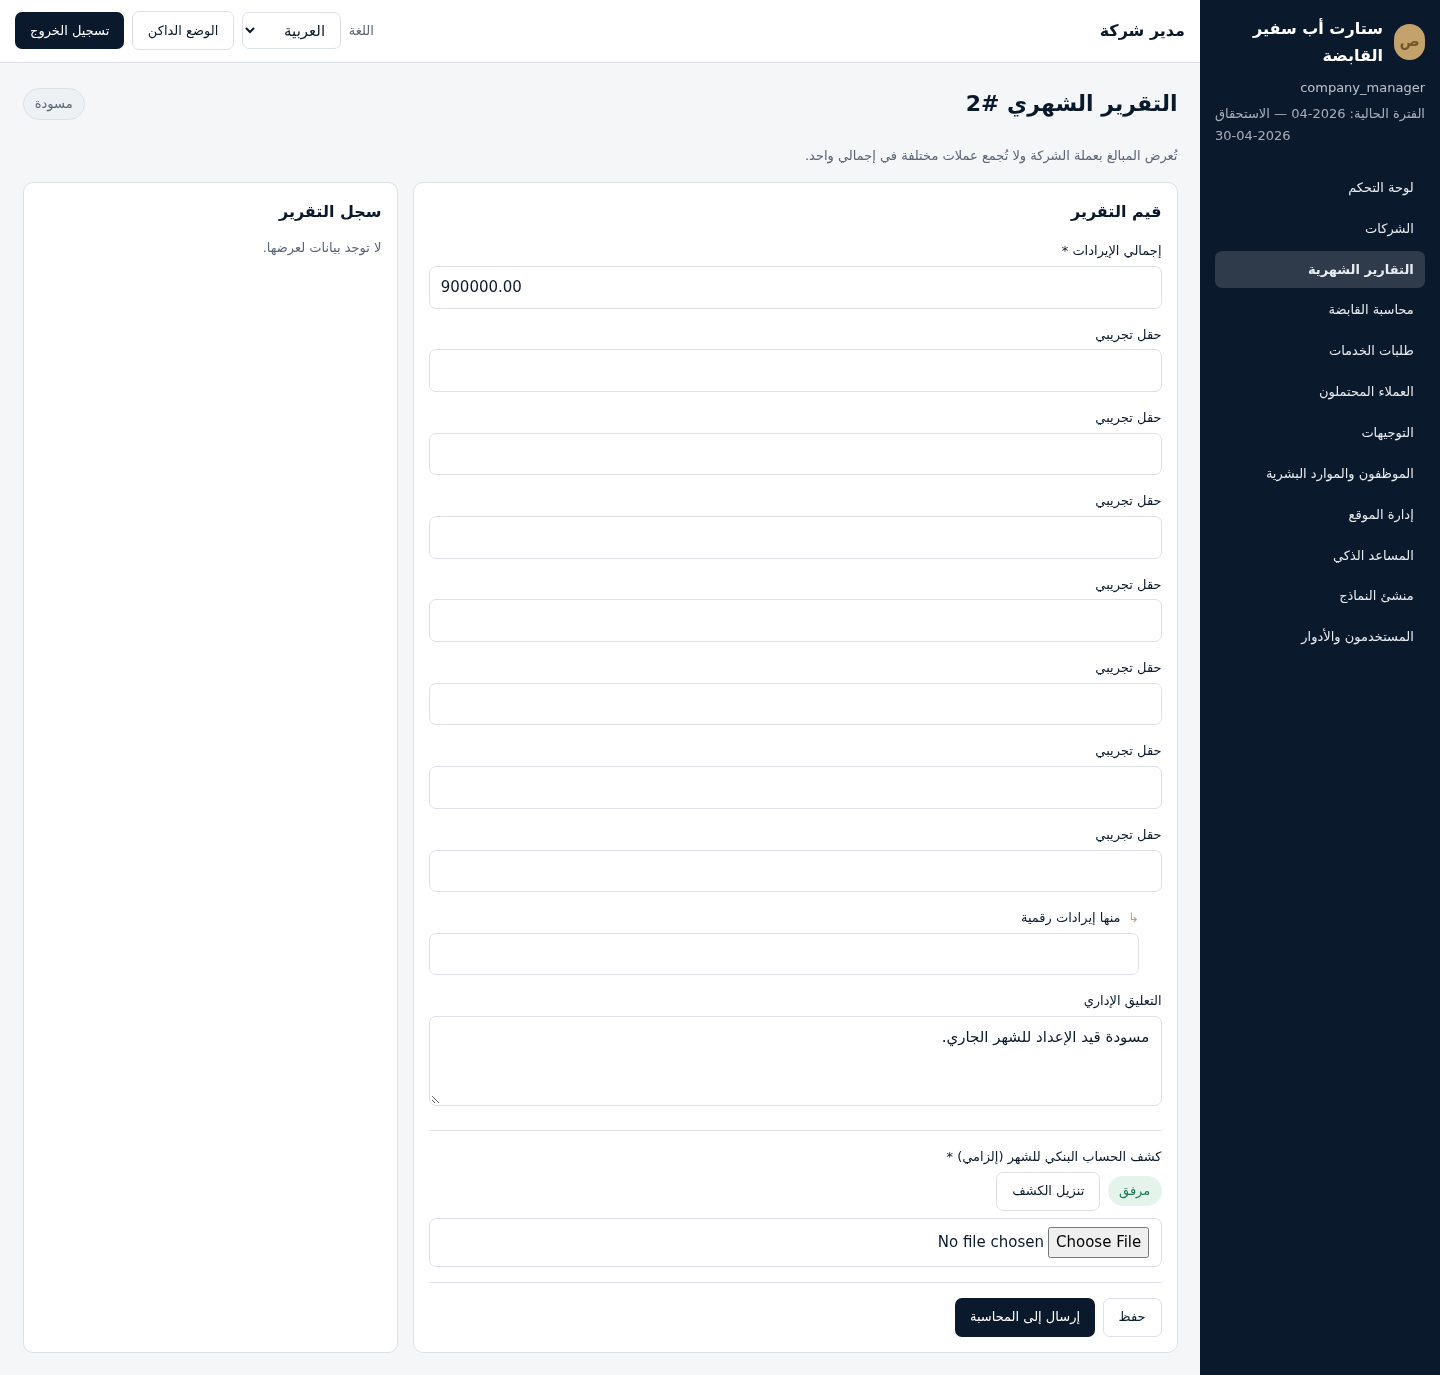 ص
ستارت أب سفير
القابضة
company_manager
الفترة الحالية: 2026-04 — الاستحقاق
2026-04-30
لوحة التحكم
الشركات
التقارير الشهرية
محاسبة القابضة
طلبات الخدمات
العملاء المحتملون
التوجيهات
الموظفون والموارد البشرية
إدارة الموقع
المساعد الذكي
منشئ النماذج
المستخدمون والأدوار
مدير شركة
اللغة
العربية
الوضع الداكن
تسجيل الخروج
التقرير الشهري #2
مسودة
تُعرض المبالغ بعملة الشركة ولا تُجمع عملات مختلفة في إجمالي واحد.
قيم التقرير
إجمالي الإيرادات *
900000.00
حقل تجريبي
حقل تجريبي
حقل تجريبي
حقل تجريبي
حقل تجريبي
حقل تجريبي
حقل تجريبي
↳ منها إيرادات رقمية
التعليق الإداري
مسودة قيد الإعداد للشهر الجاري.
كشف الحساب البنكي للشهر (إلزامي) *
مرفق
تنزيل الكشف
Choose File No file chosen
حفظ
إرسال إلى المحاسبة
سجل التقرير
لا توجد بيانات لعرضها.